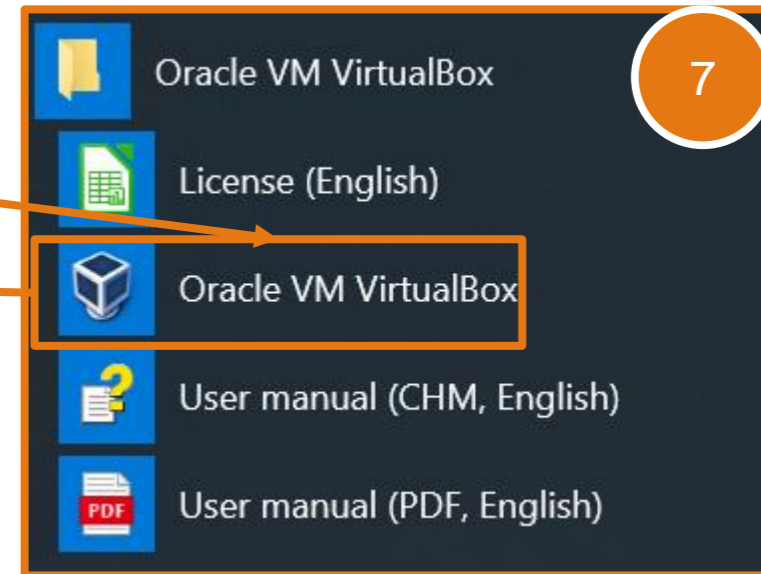 Oracle VM VirtualBox
7
License (English)
Oracle VM VirtualBox
User manual (CHM, English)
PDF
User manual (PDF, English)